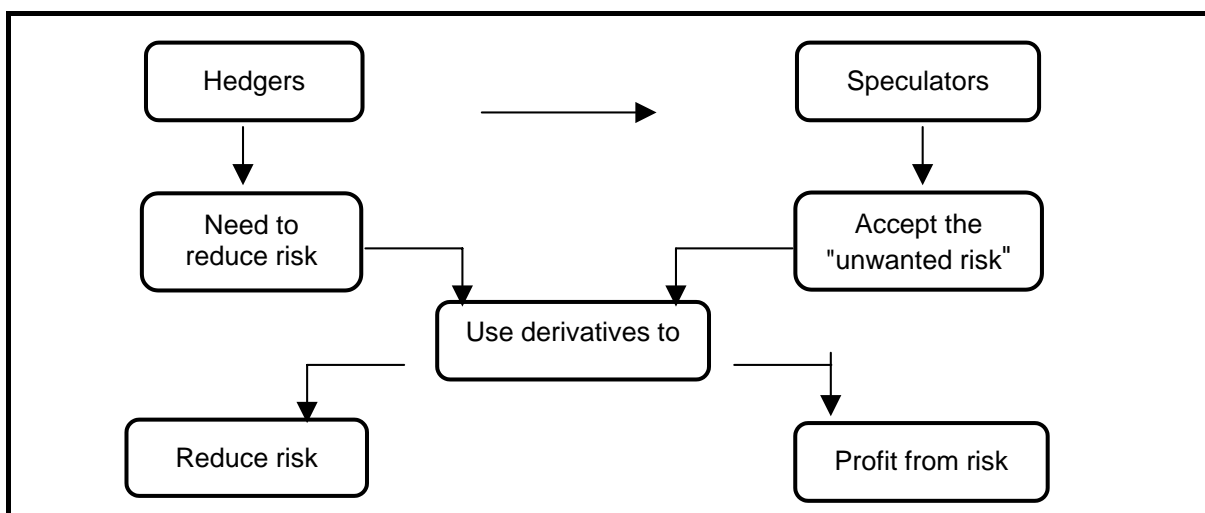 Hedgers
Speculators
Need to
reduce risk
Accept the
"unwanted risk"
Use derivatives to
Reduce risk
Profit from risk